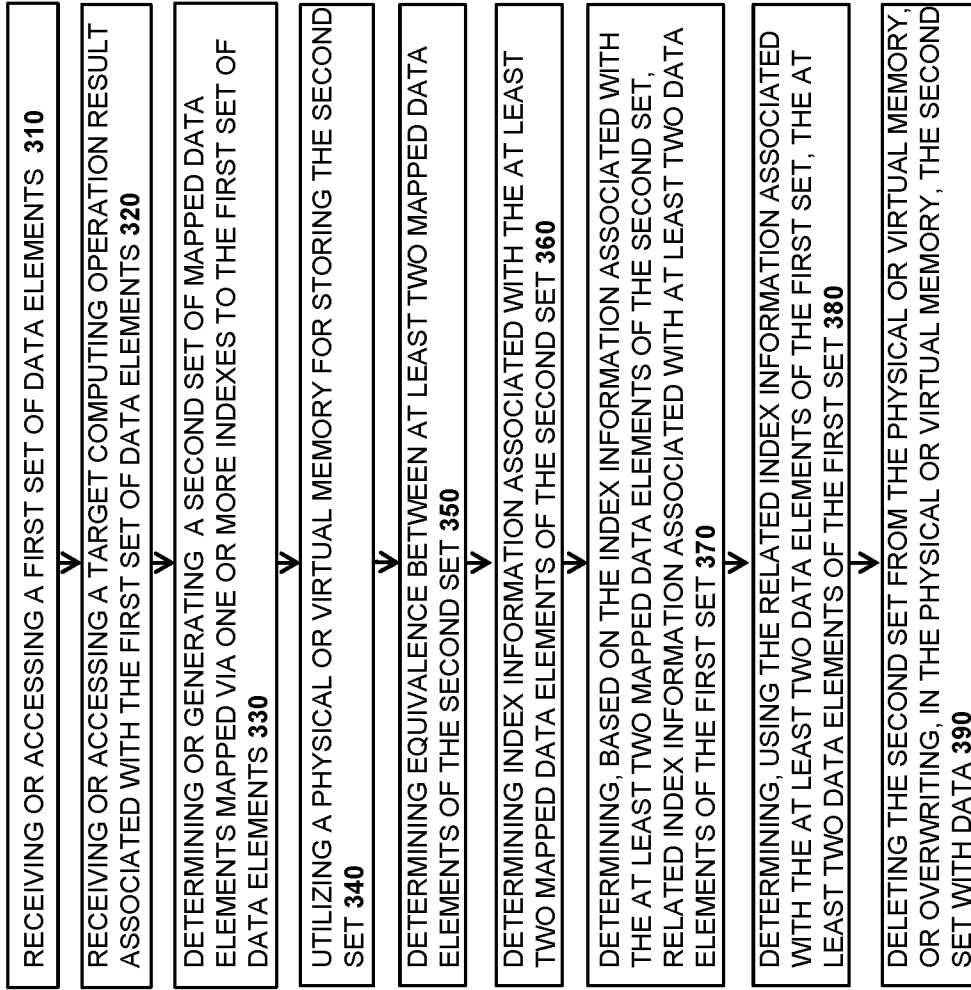 RECEIVING OR ACCESSING A FIRST SET OF DATA ELEMENTS 310
RECEIVING OR ACCESSING A TARGET COMPUTING OPERATION RESULT
ASSOCIATED WITH THE FIRST SET OF DATA ELEMENTS 320
DETERMINING OR GENERATING A SECOND SET OF MAPPED DATA
ELEMENTS MAPPED VIA ONE OR MORE INDEXES TO THE FIRST SET OF
DATA ELEMENTS 330
UTILIZING A PHYSICAL OR VIRTUAL MEMORY FOR STORING THE SECOND
SET 340
DETERMINING EQUIVALENCE BETWEEN AT LEAST TWO MAPPED DATA
ELEMENTS OF THE SECOND SET 350
DETERMINING INDEX INFORMATION ASSOCIATED WITH THE AT LEAST
TWO MAPPED DATA ELEMENTS OF THE SECOND SET 360
DETERMINING, BASED ON THE INDEX INFORMATION ASSOCIATED WITH
THE AT LEAST TWO MAPPED DATA ELEMENTS OF THE SECOND SET,
RELATED INDEX INFORMATION ASSOCIATED WITH AT LEAST TWO DATA
ELEMENTS OF THE FIRST SET 370
DETERMINING, USING THE RELATED INDEX INFORMATION ASSOCIATED
WITH THE AT LEAST TWO DATA ELEMENTS OF THE FIRST SET, THE AT
LEAST TWO DATA ELEMENTS OF THE FIRST SET 380
DELETING THE SECOND SET FROM THE PHYSICAL OR VIRTUAL MEMORY,
OR OVERWRITING, IN THE PHYSICAL OR VIRTUAL MEMORY, THE SECOND
SET WITH DATA 390